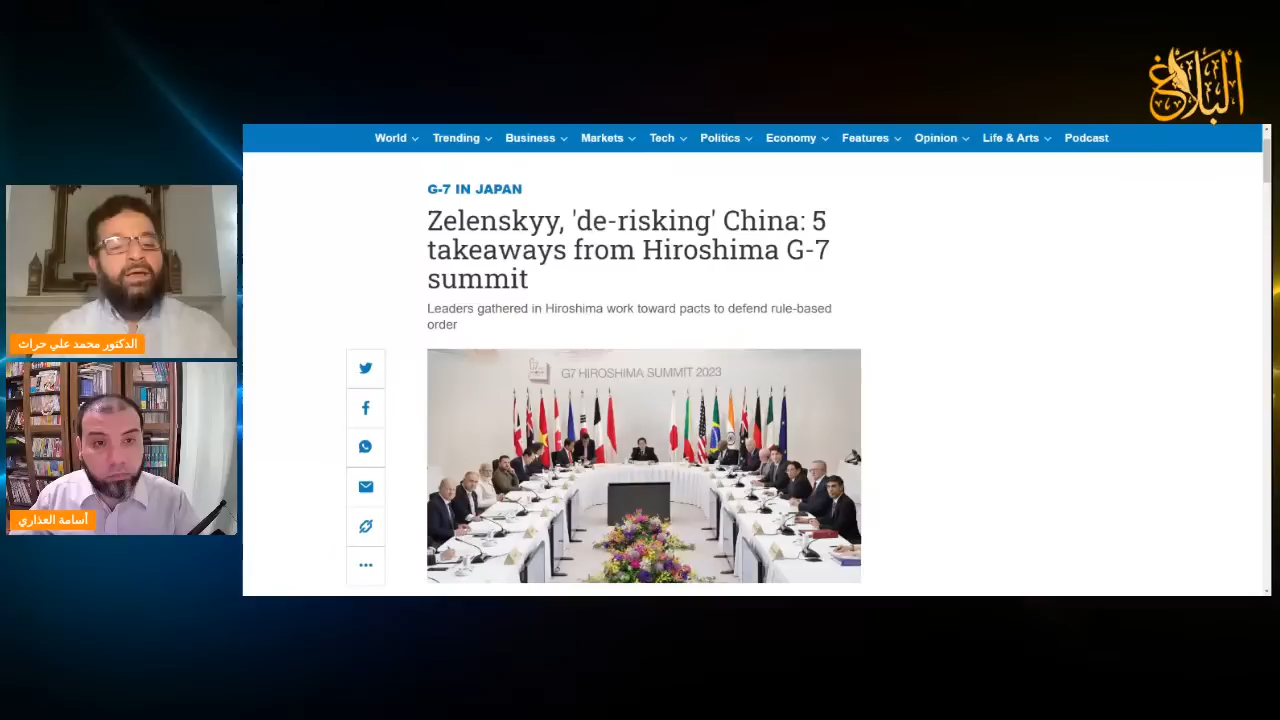 البلاغ
World Trending Business Markets Tech Politics Economy Features Opinion Life & Arts Podcast
G-7 IN JAPAN
Zelenskyy, 'de-risking' China: 5
takeaways from Hiroshima G-7
summit
Leaders gathered in Hiroshima work toward pacts to defend rule-based
order
G7 HIROSHIMA SUMMIT 2023
الدكتور محمد علي حراث
أسامة العذاري